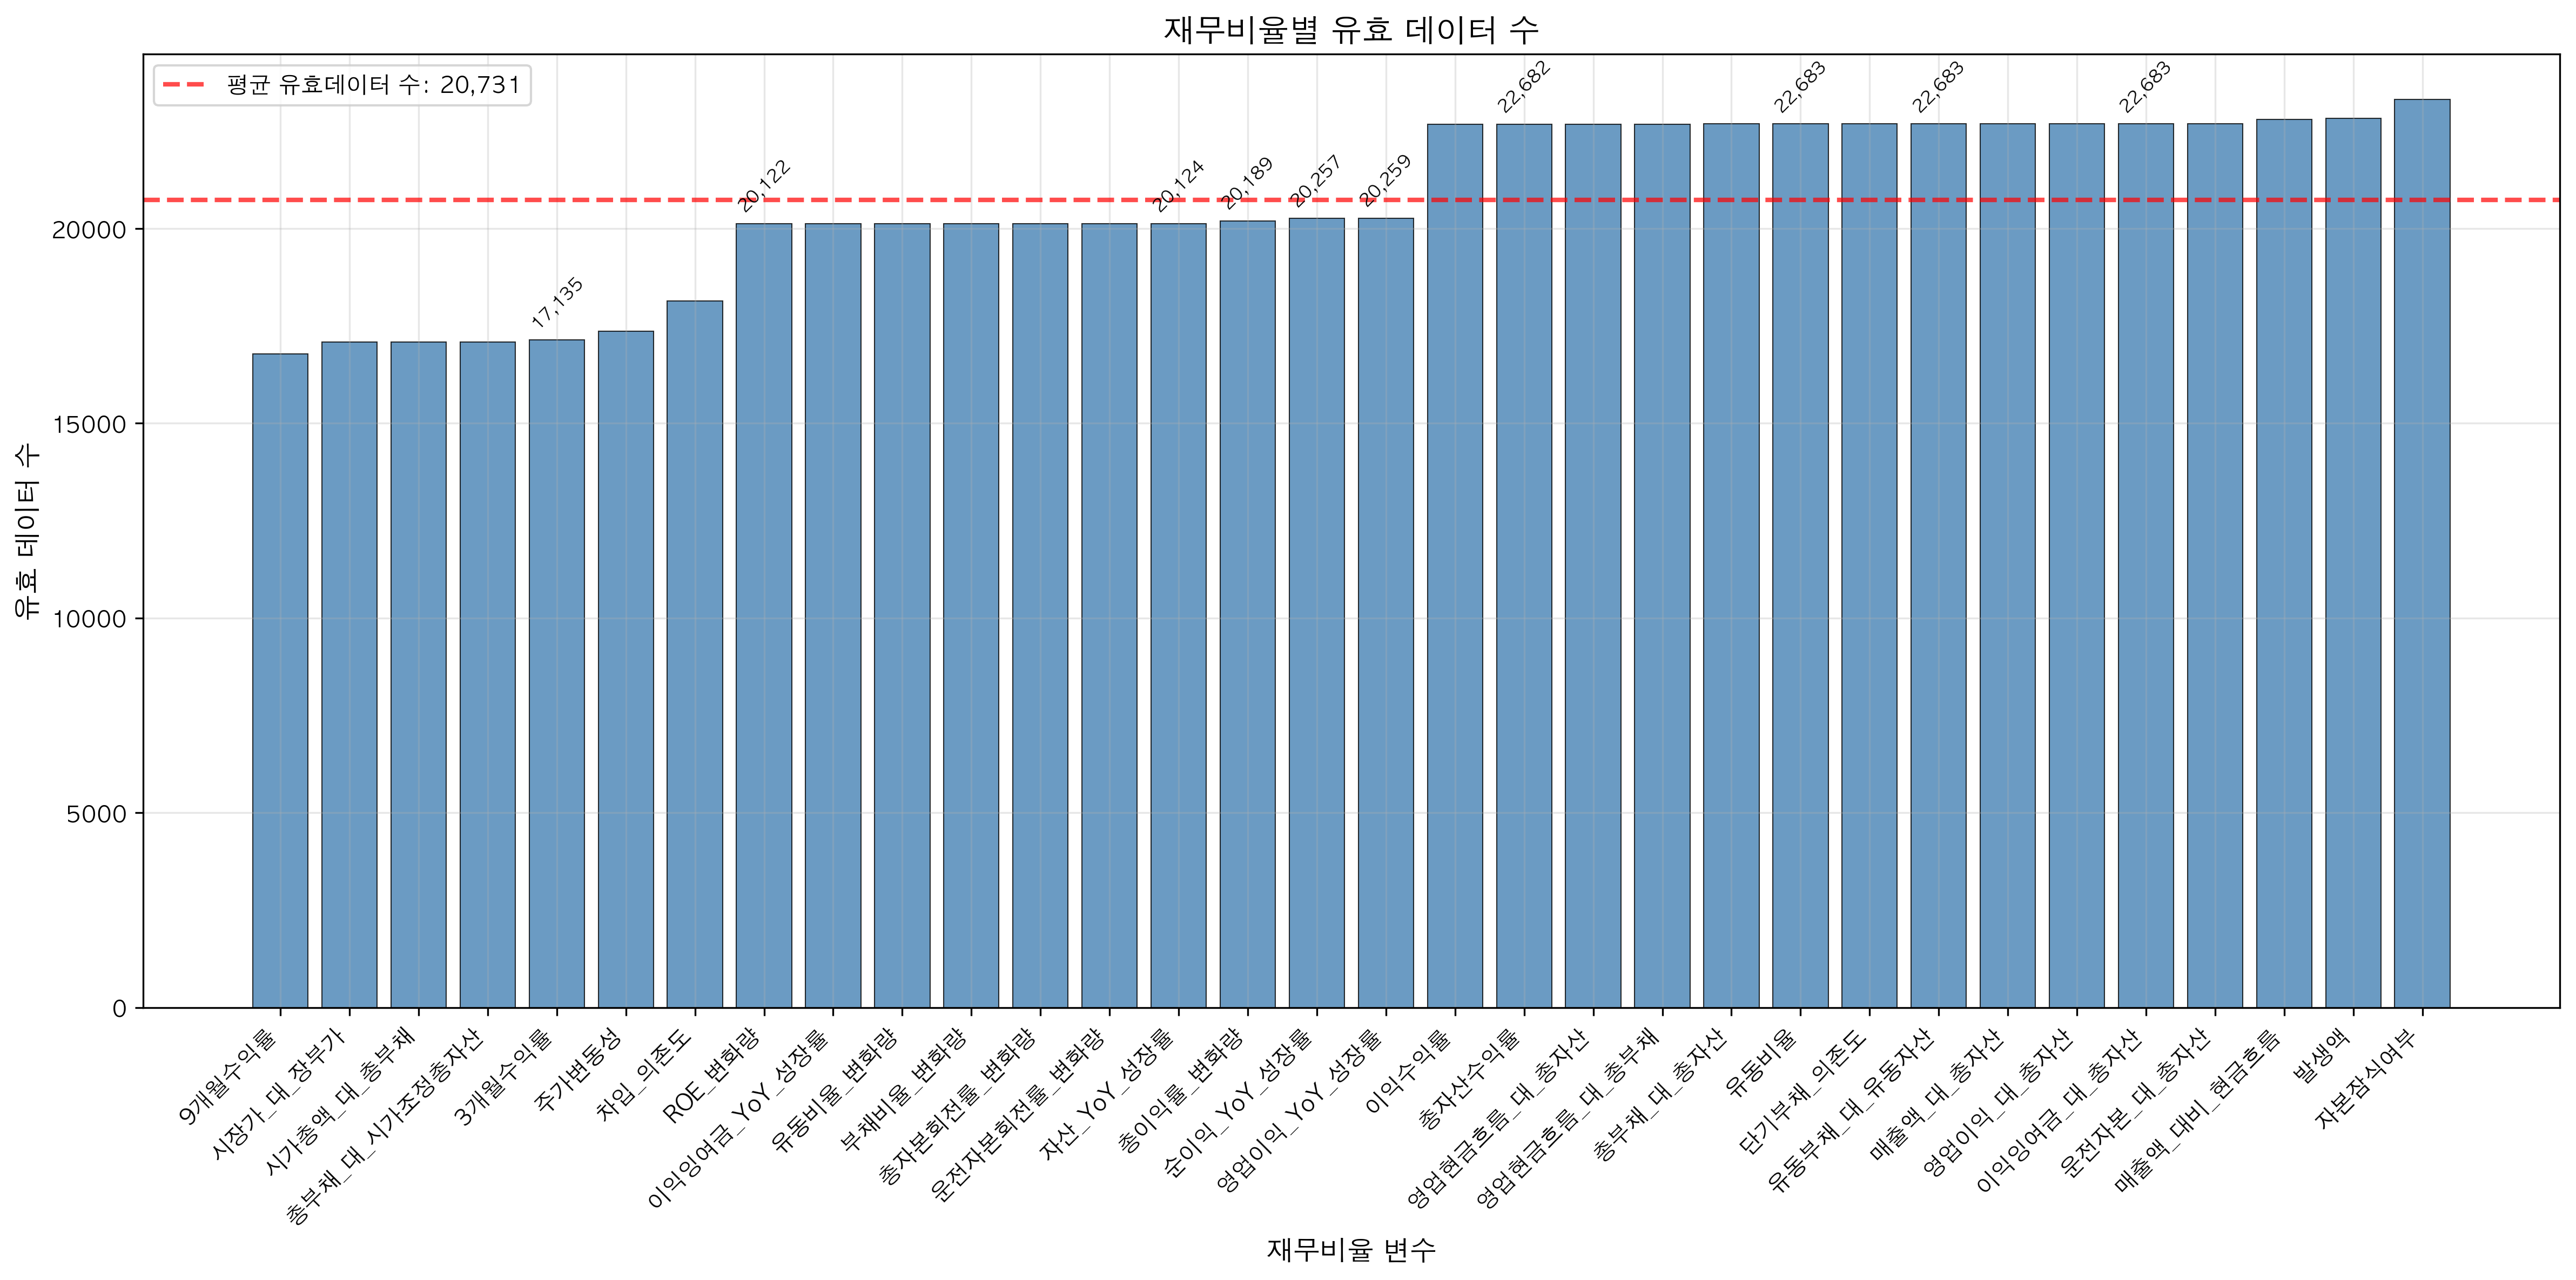 재무비율별 유효 데이터 수
평균 유효데이터 수: 20,731
유효 데이터 수
20000
15000
10000
5000
0
17,135
20,122
20,124
20,189
20,257
20,259
22,682
22,683
22,683
22,683
9개월수익률
시장가_대_장부가
시가총액_대_총부채
총부채_대_시가조정총자산
3개월수익률
주가변동성
차입_의존도
ROE_변화량
이익잉여금_YoY_성장률
유동비율_변화량
부채비율_변화량
총자본회전률_변화량
운전자본회전률_변화량
자산_YoY_성장률
총이익률_변화량
순이익_YoY_성장률
영업이익_YoY_성장률
이익수익률
총자산수익률
영업현금흐름_대_총자산
영업현금흐름_대_총부채
총부채_대_총자산
유동비율
단기부채_의존도
유동부채_대_유동자산
매출액_대_총자산
영업이익_대_총자산
이익잉여금_대_총자산
운전자본_대_총자산
매출액_대비_현금흐름
발생액
자본잠식여부
재무비율 변수